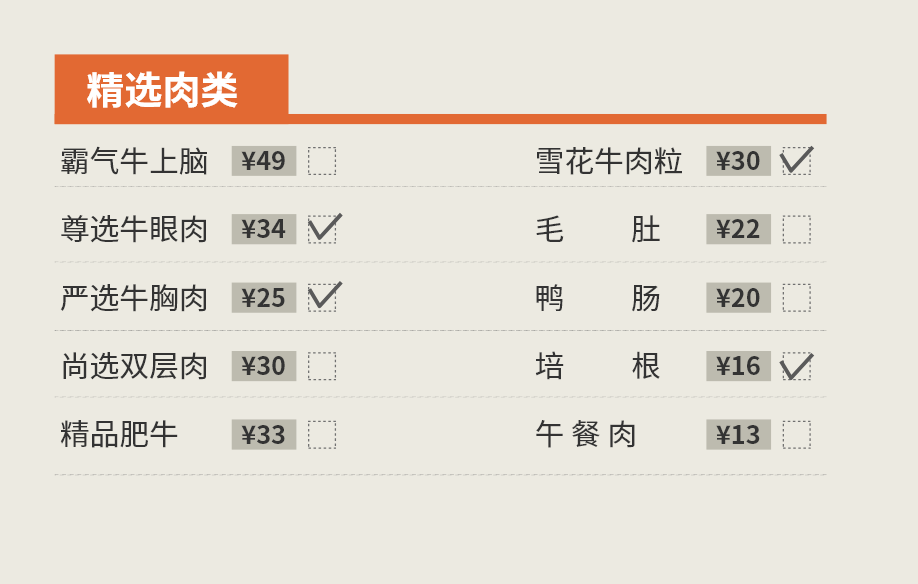 精选肉类
霸气牛上脑 ¥49 雪花牛肉粒 ¥30
尊选牛眼肉 ¥34 毛 肚 ¥22
严选牛胸肉 ¥25 鸭 肠 ¥20
尚选双层肉 ¥30 培 根 ¥16
精品肥牛 ¥33 午餐肉 ¥13